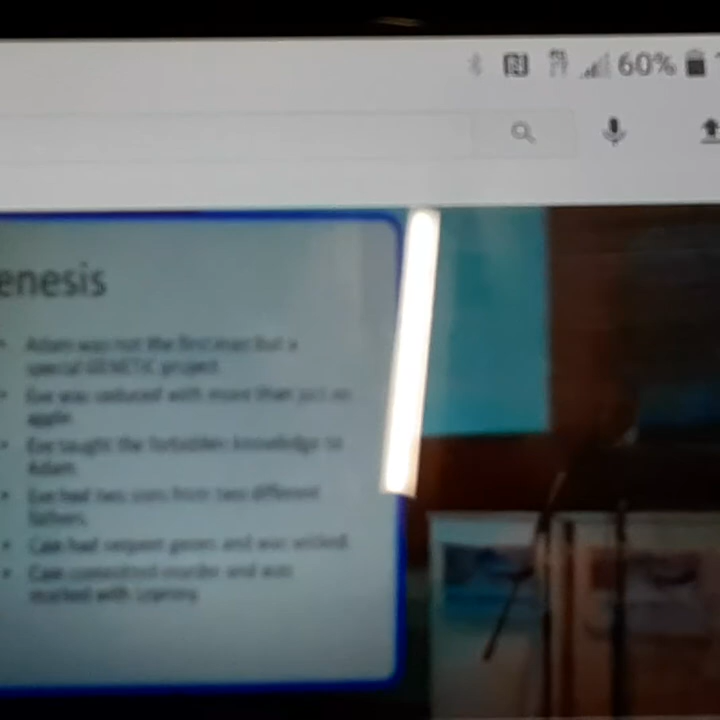 60%
enesis
• Adam was not the first man but a
special GENETIC project.
• Eve was seduced with more than just an
apple.
• Eve taught the forbidden knowledge to
Adam.
• Eve had two sons from two different
fathers.
• Cain had serpent genes and was wicked.
• Cain committed murder and was
marked with